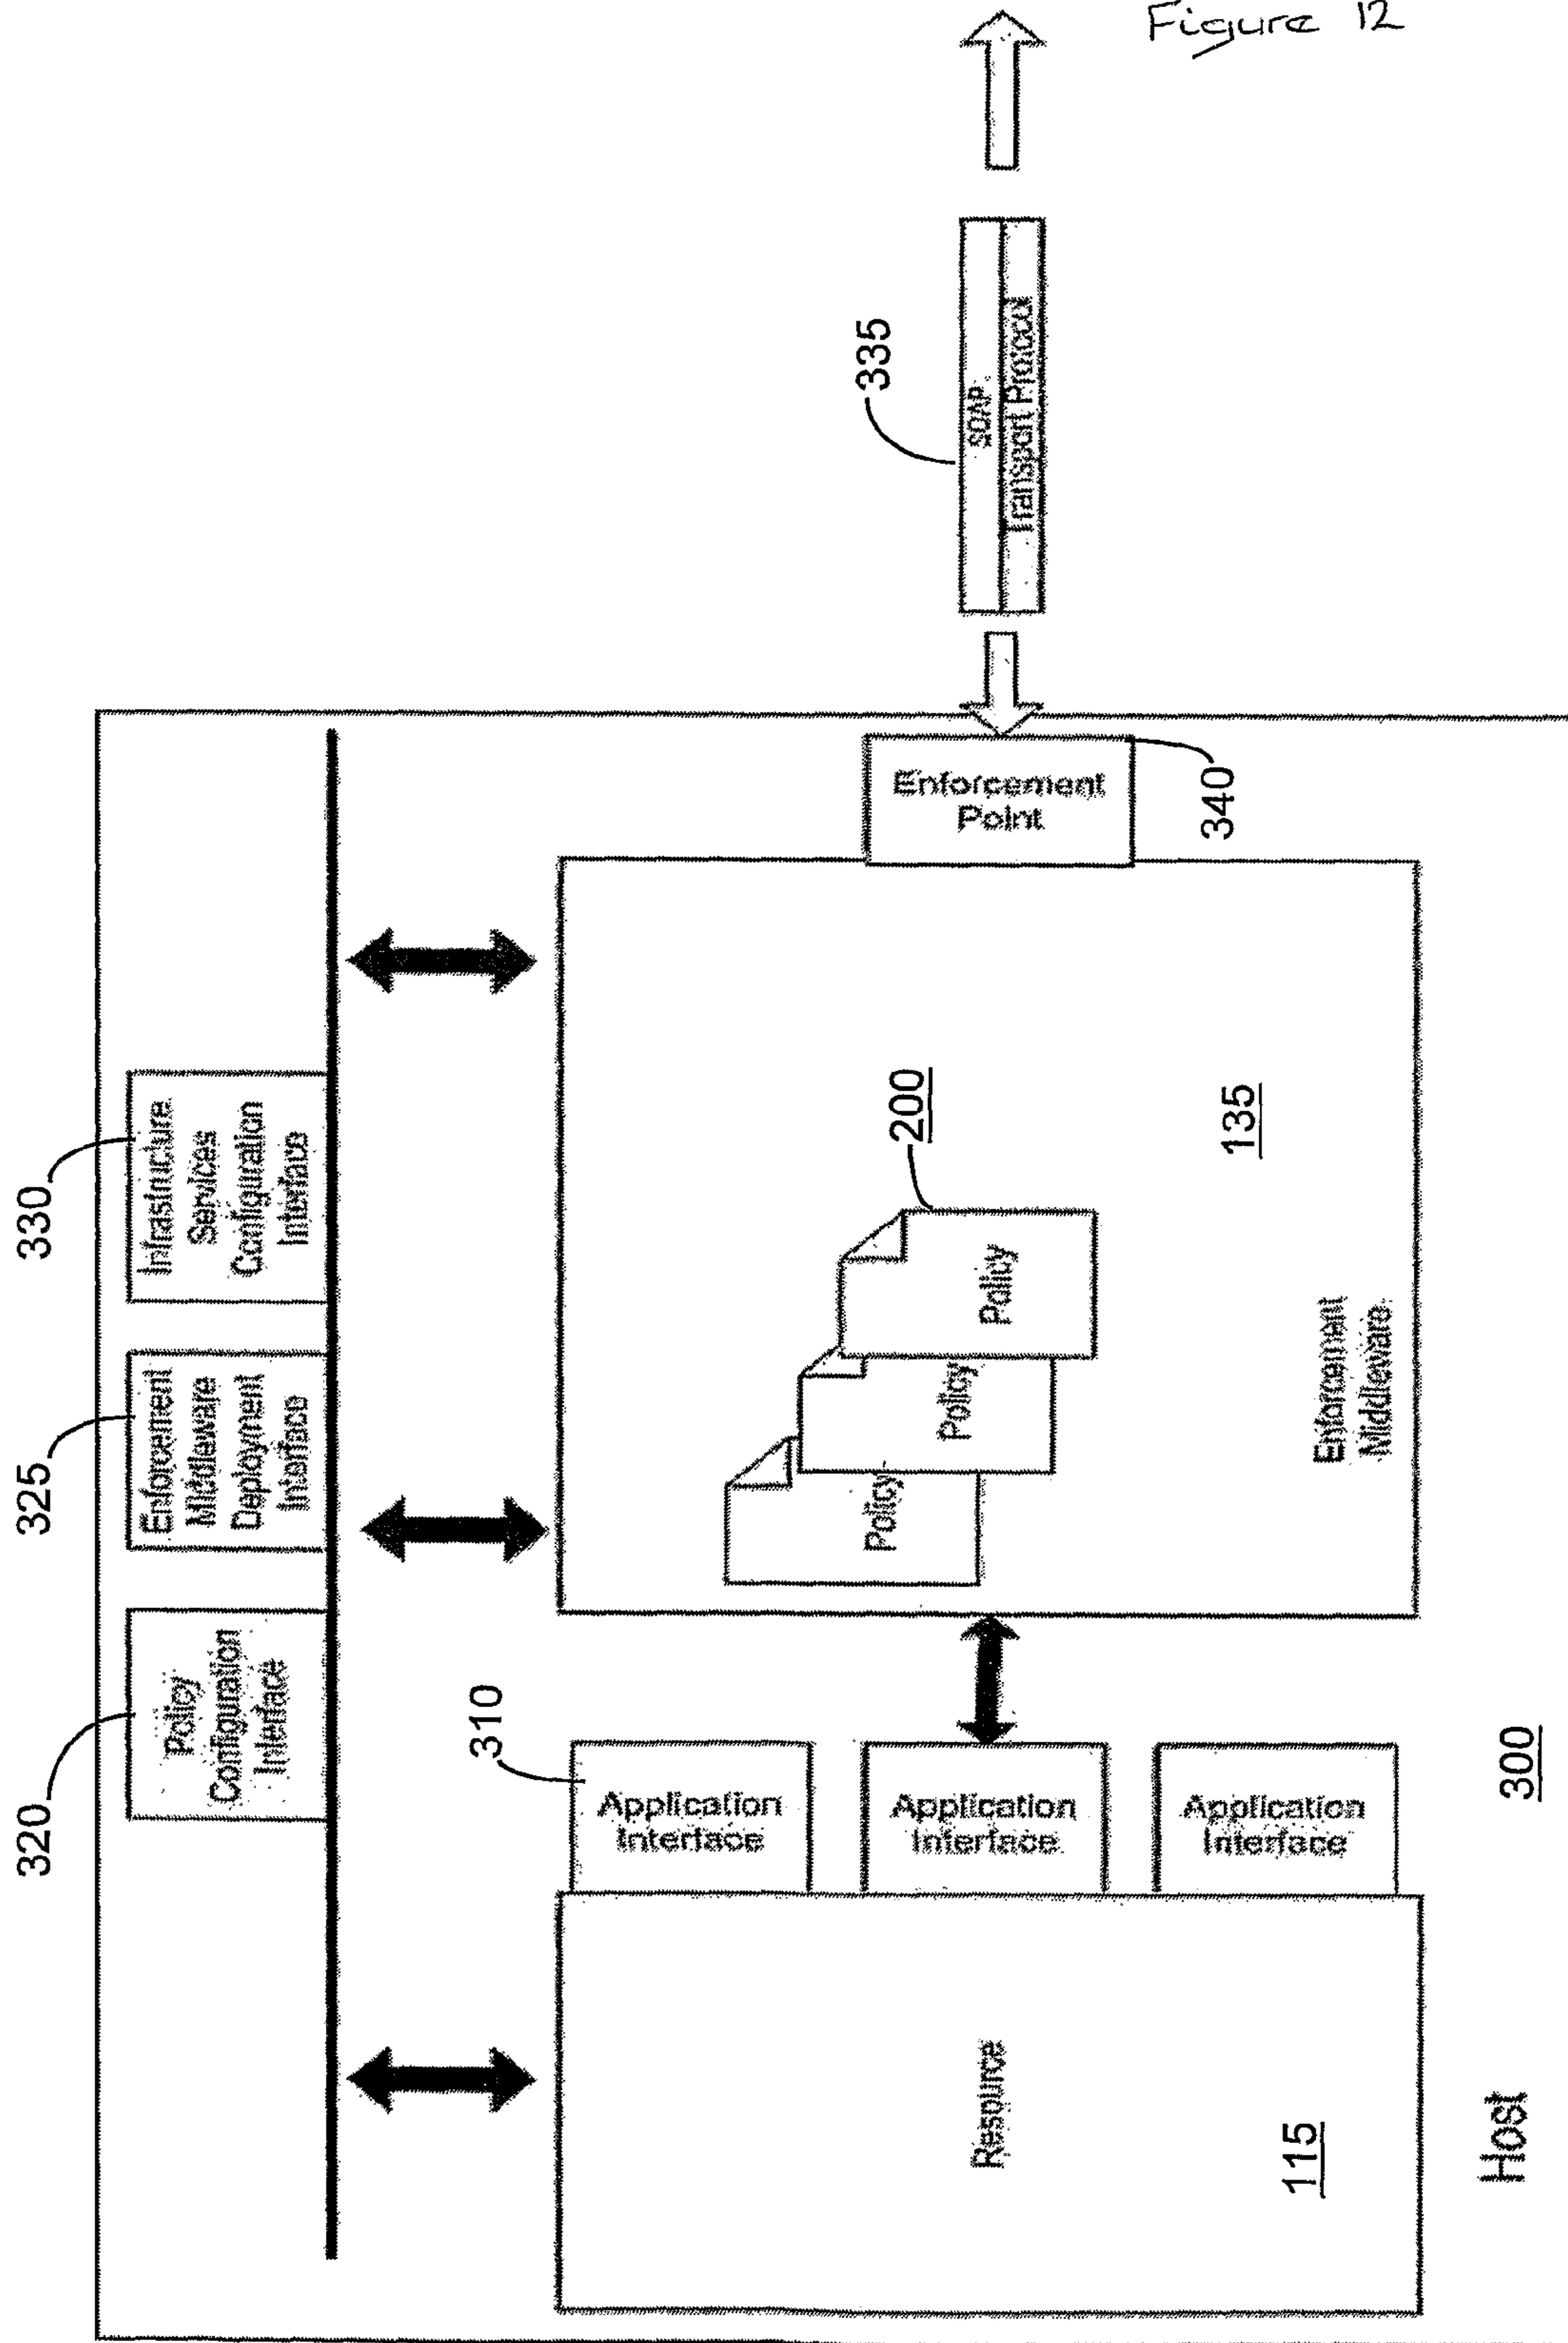 Figure 12
335
SOAP
Transport Protocol
330
Infrastructure
Services
Configuration
Interface
325
Enforcement
Middleware
Deployment
Interface
320
Policy
Configuration
Interface
Enforcement
Point
340
200
135
Policy
Policy
Policy
Enforcement
Middleware
310
Application
Interface
Application
Interface
Application
Interface
300
Resource
115
Host